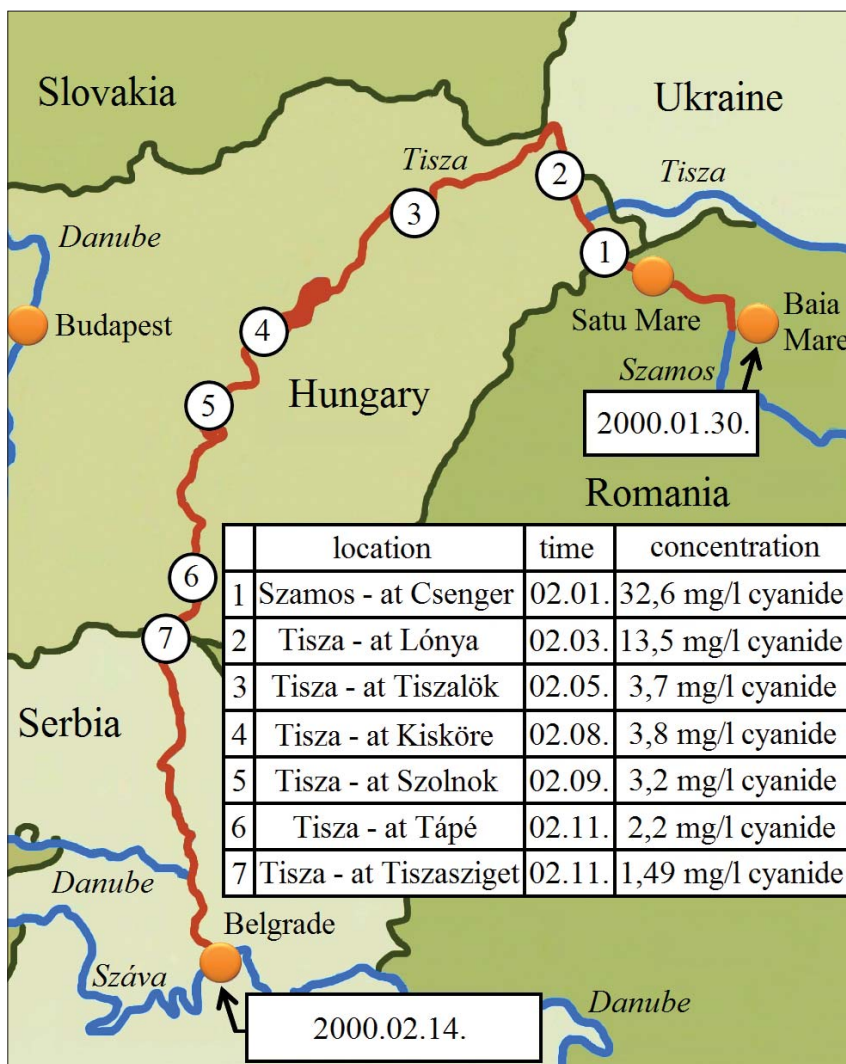 Slovakia
Ukraine
Tisza
Tisza
2
3
Danube
1
Budapest
Satu Mare
Baia
Mare
4
Szamos
Hungary
5
2000.01.30.
Romania
location time concentration
1 Szamos - at Csenger 02.01. 32,6 mg/l cyanide
2 Tisza - at Lónya 02.03. 13,5 mg/l cyanide
3 Tisza - at Tiszalök 02.05. 3,7 mg/l cyanide
4 Tisza - at Kisköre 02.08. 3,8 mg/l cyanide
5 Tisza - at Szolnok 02.09. 3,2 mg/l cyanide
6 Tisza - at Tápé 02.11. 2,2 mg/l cyanide
7 Tisza - at Tiszasziget 02.11. 1,49 mg/l cyanide
6
7
Serbia
Danube
Belgrade
Száva
Danube
2000.02.14.